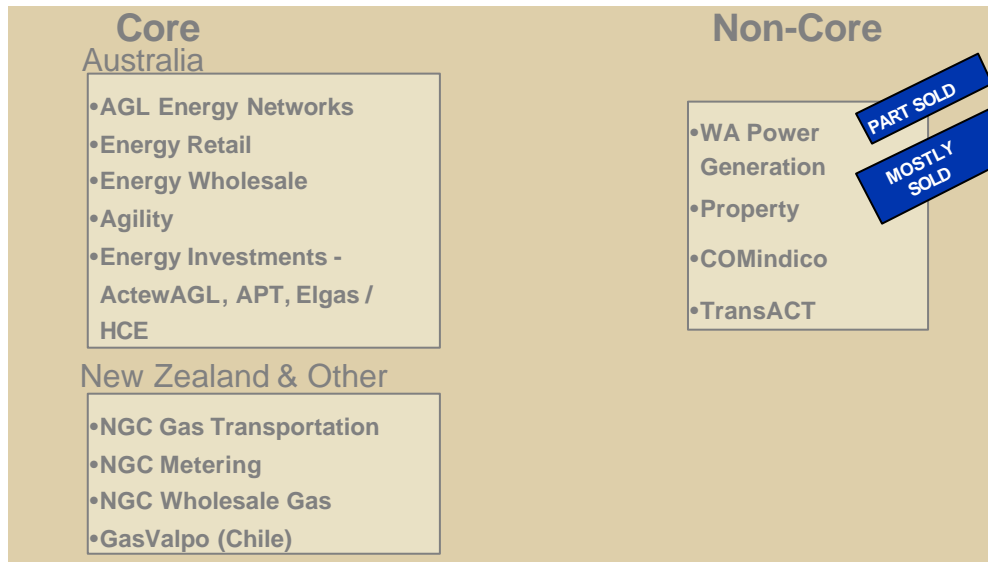 Core
Australia
•AGL Energy Networks
•Energy Retail
•Energy Wholesale
•Agility
•Energy Investments -
ActewAGL, APT, Elgas /
HCE
New Zealand & Other
•NGC Gas Transportation
•NGC Metering
•NGC Wholesale Gas
•GasValpo (Chile)
Non-Core
•WA Power
Generation
PART SOLD
•Property
MOSTLY
SOLD
•COMindico
•TransACT